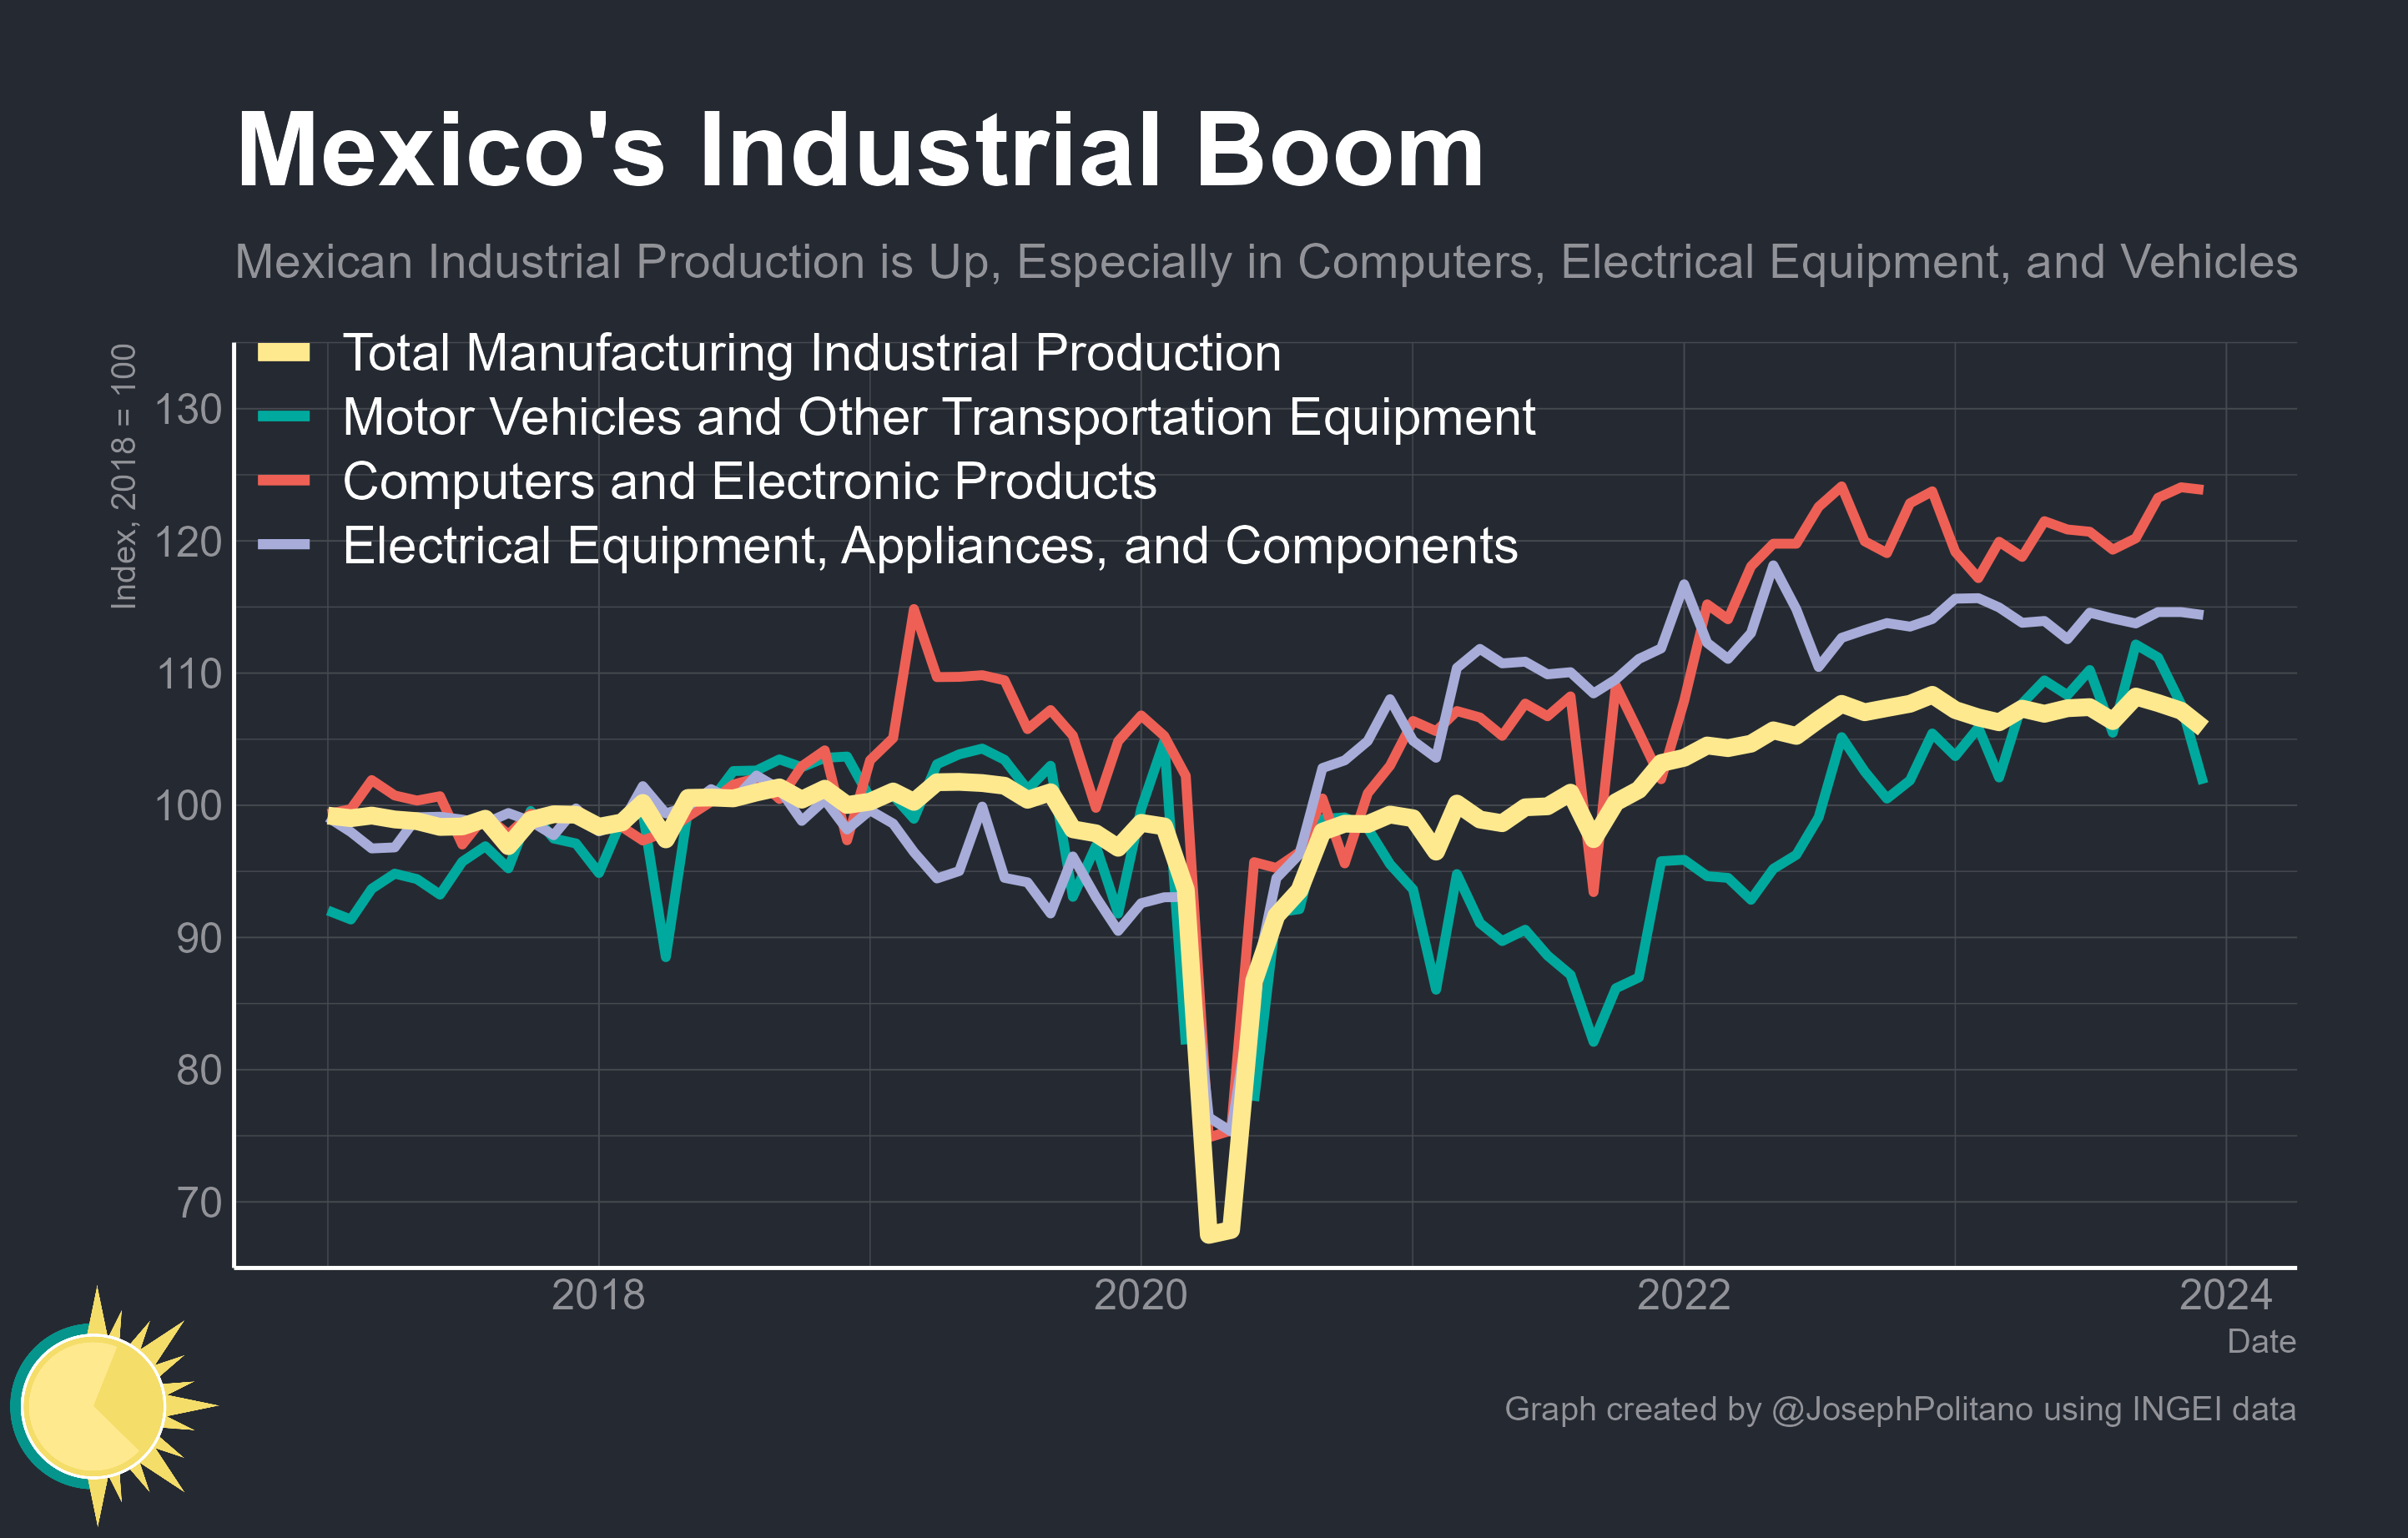 Mexico's Industrial Boom
Mexican Industrial Production is Up, Especially in Computers, Electrical Equipment, and Vehicles
Index, 2018 = 100
Total Manufacturing Industrial Production
Motor Vehicles and Other Transportation Equipment
Computers and Electronic Products
Electrical Equipment, Appliances, and Components
130
120
110
100
90
80
70
2018 2020 2022 2024
Date
Graph created by @JosephPolitano using INGEI data